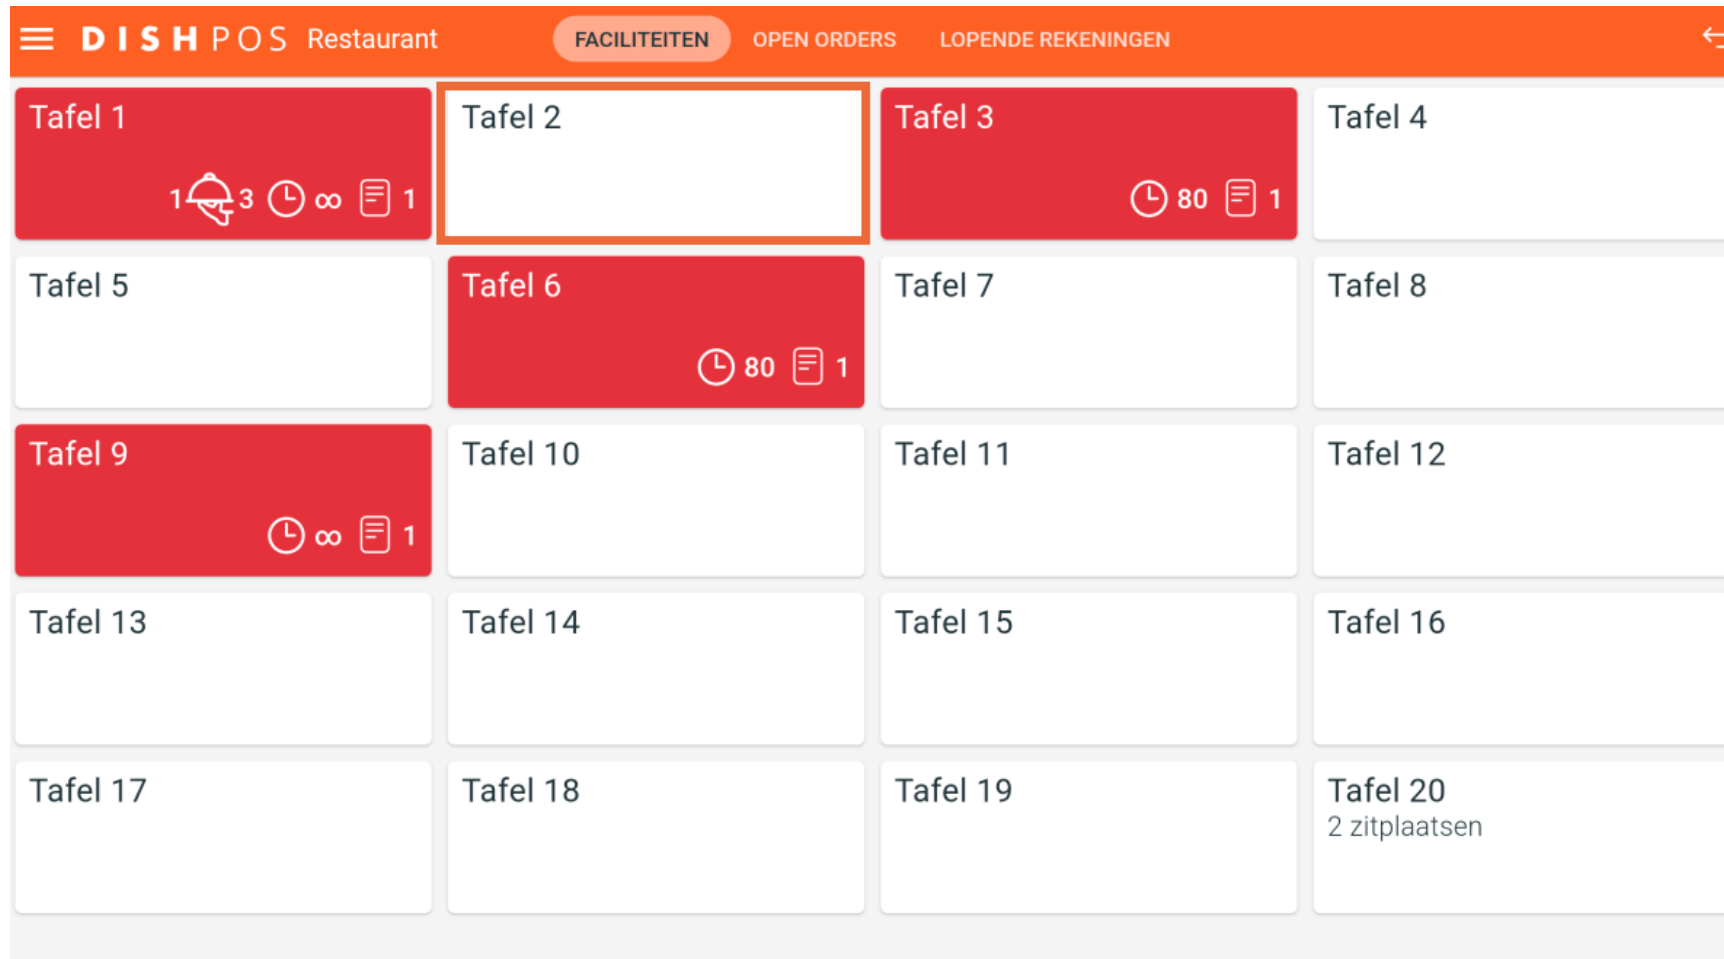 DISH POS Restaurant FACILITEITEN OPEN ORDERS LOPENDE REKENINGEN
Tafel 1
1 3 ∞ 1
Tafel 2
Tafel 3
80 1
Tafel 4
Tafel 5
Tafel 6
80 1
Tafel 7
Tafel 8
Tafel 9
∞ 1
Tafel 10
Tafel 11
Tafel 12
Tafel 13
Tafel 14
Tafel 15
Tafel 16
Tafel 17
Tafel 18
Tafel 19
Tafel 20
2 zitplaatsen